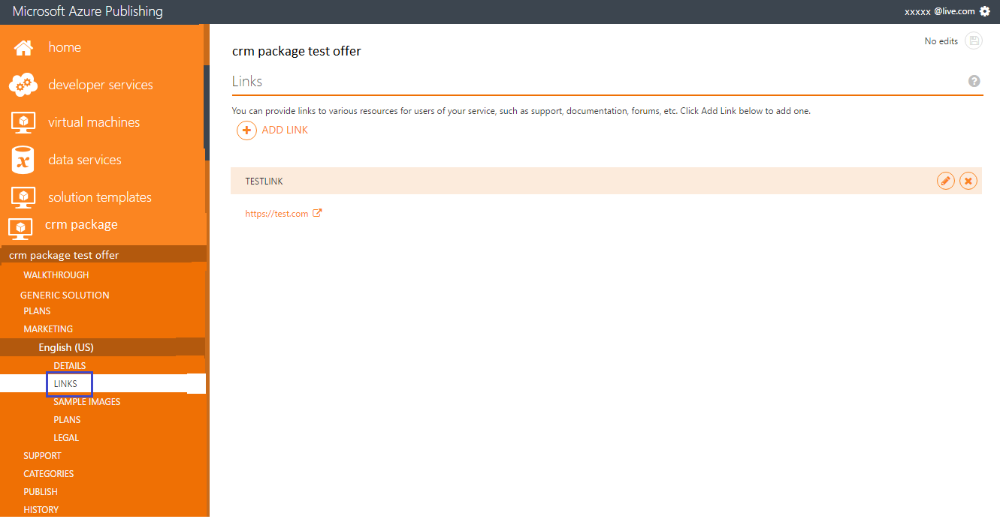 Microsoft Azure Publishing
xxxxx @live.com
home
developer services
virtual machines
data services
solution templates
crm package
crm package test offer
WALKTHROUGH
GENERIC SOLUTION
PLANS
MARKETING
English (US)
DETAILS
LINKS
SAMPLE IMAGES
PLANS
LEGAL
SUPPORT
CATEGORIES
PUBLISH
HISTORY
No edits
crm package test offer
Links
?
You can provide links to various resources for users of your service, such as support, documentation, forums, etc. Click Add Link below to add one.
ADD LINK
TESTLINK
https://test.com